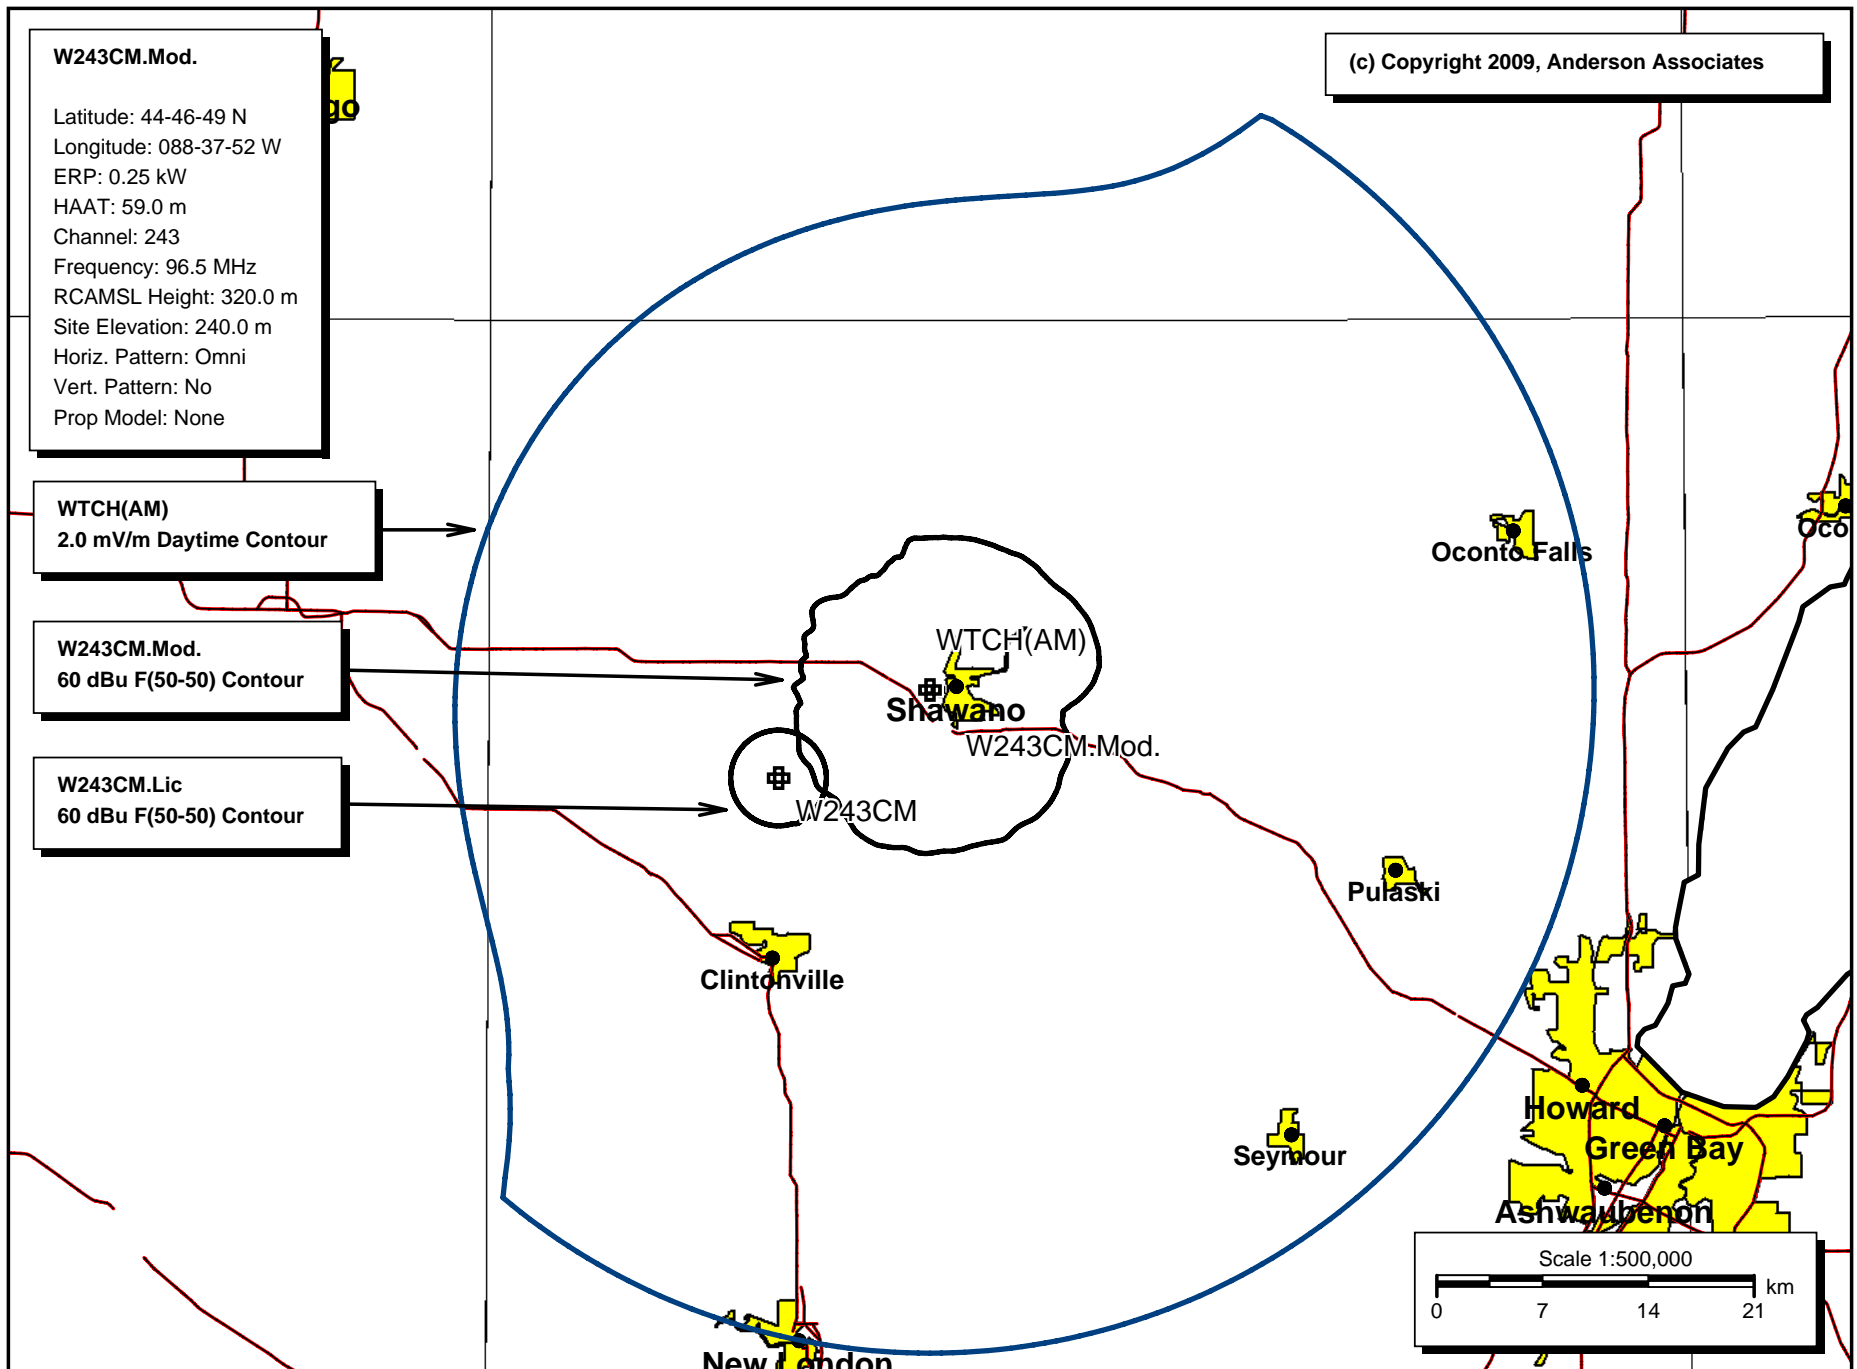 W243CM.Mod.
Latitude: 44-46-49 N
Longitude: 088-37-52 W
ERP: 0.25 kW
HAAT: 59.0 m
Channel: 243
Frequency: 96.5 MHz
RCAMSL Height: 320.0 m
Site Elevation: 240.0 m
Horiz. Pattern: Omni
Vert. Pattern: No
Prop Model: None
go
(c) Copyright 2009, Anderson Associates
WTCH(AM)
2.0 mV/m Daytime Contour
Oconto Falls
Oco
W243CM.Mod.
60 dBu F(50-50) Contour
WTCH(AM)
Shawano
W243CM.Mod.
W243CM.Lic
60 dBu F(50-50) Contour
W243CM
Pulaski
Clintonville
Howard
Green Bay
Seymour
Ashwaubenon
Scale 1:500,000
km
0 7 14 21
New London